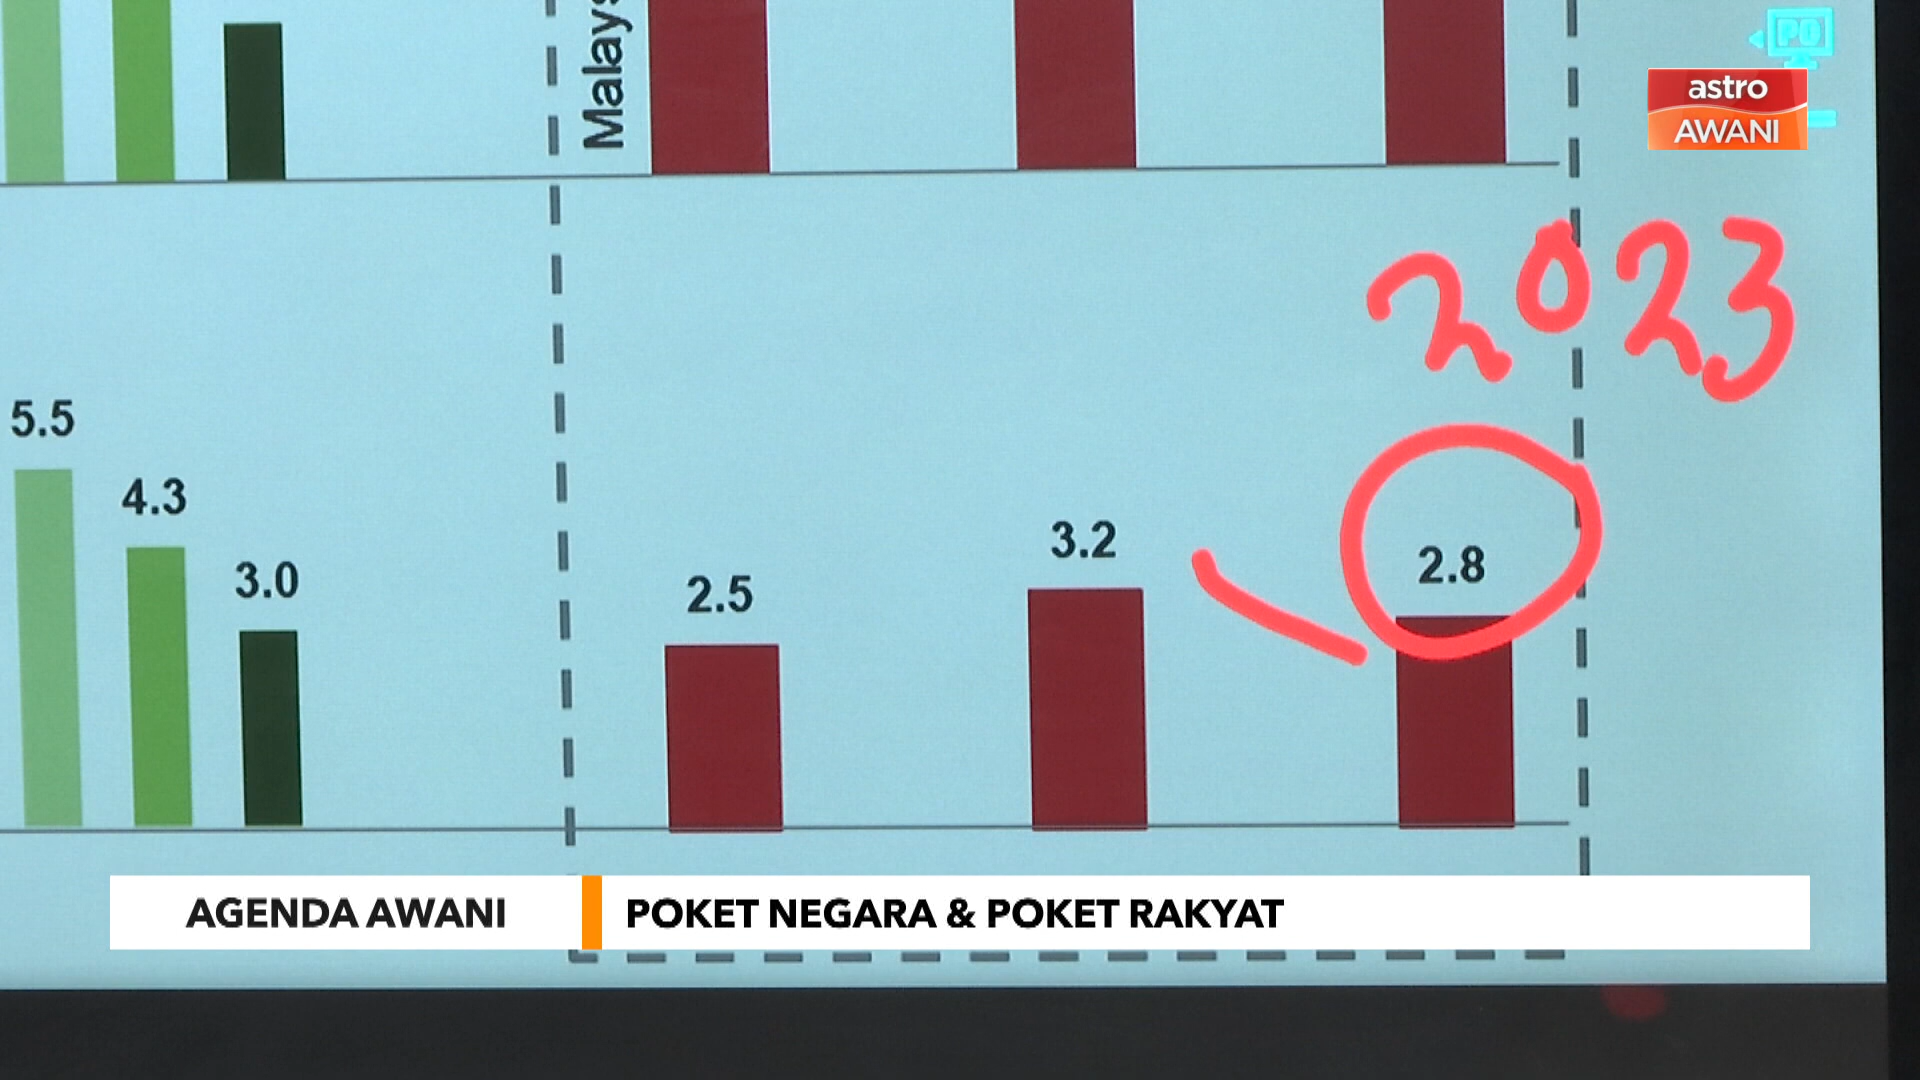 PO
astro
AWANI
2023
5.5
4.3
3.0
2.5
3.2
2.8
AGENDA AWANI
POKET NEGARA & POKET RAKYAT